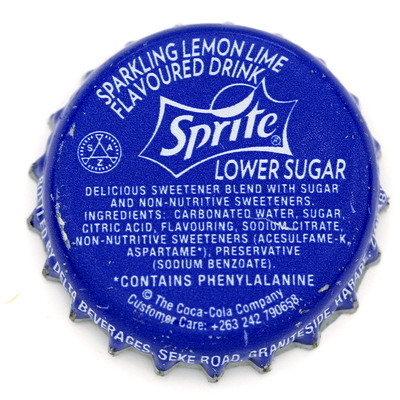 SPARKLING LEMON LIME
FLAVOURED DRINK
Sprite®
LOWER SUGAR
S A Z
DELICIOUS SWEETENER BLEND WITH SUGAR
AND NON-NUTRITIVE SWEETENERS.
INGREDIENTS: CARBONATED WATER, SUGAR,
CITRIC ACID, FLAVOURING, SODIUM CITRATE,
NON-NUTRITIVE SWEETENERS (ACESULFAME-K,
ASPARTAME*), PRESERVATIVE
(SODIUM BENZOATE).
*CONTAINS PHENYLALANINE
© The Coca-Cola Company.
Customer Care: +263 242 790658.
BY DELTA BEVERAGES, SEKE ROAD, GRANITESIDE, HARARE